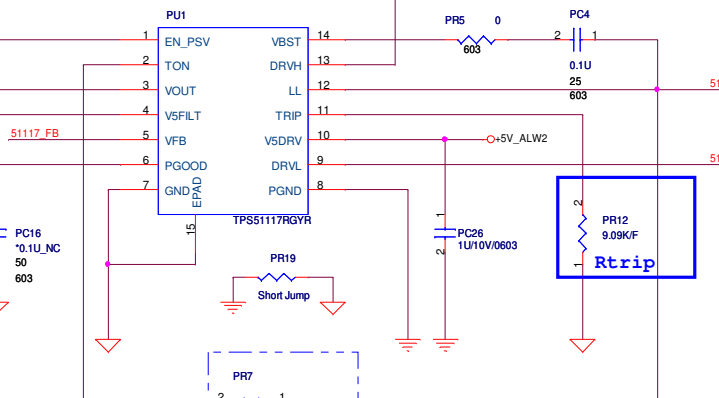 PU1
1 EN_PSV VBST 14
2 TON DRVH 13
3 VOUT LL 12
4 V5FILT TRIP 11
5 VFB V5DRV 10
6 PGOOD DRVL 9
7 GND PGND 8
EPAD
15
TPS51117RGYR
51117_FB
PR5 0
603
PC4
2 1
0.1U
25
603
51
+5V_ALW2
51
PC16
*0.1U_NC
50
603
PR19
Short Jump
1
PC26
1U/10V/0603
2
2
PR12
9.09K/F
1
Rtrip
PR7
2 1